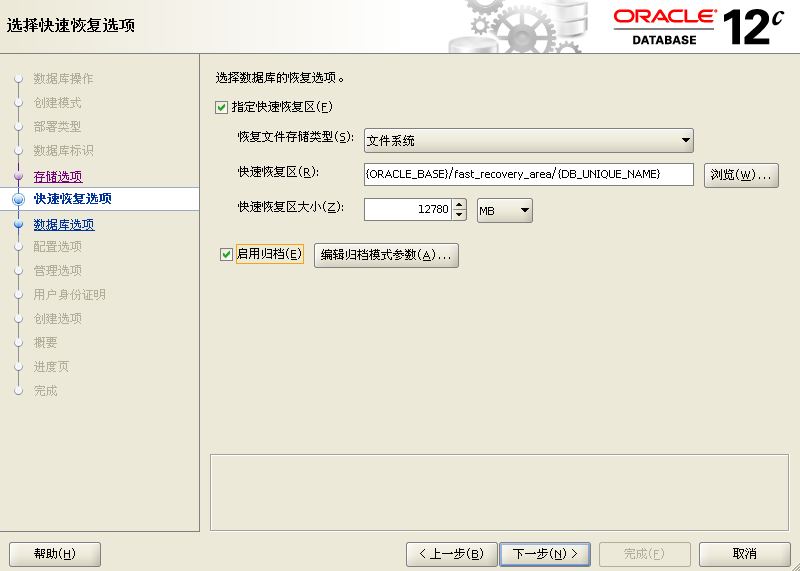 选择快速恢复选项
ORACLE®
DATABASE
12c
数据库操作
创建模式
部署类型
数据库标识
存储选项
快速恢复选项
数据库选项
配置选项
管理选项
用户身份证明
创建选项
概要
进度页
完成
选择数据库的恢复选项。
指定快速恢复区(F)
恢复文件存储类型(S): 文件系统
快速恢复区(R): {ORACLE_BASE}/fast_recovery_area/{DB_UNIQUE_NAME} 浏览(W)...
快速恢复区大小(Z): 12780 MB
启用归档(E) 编辑归档模式参数(A)...
帮助(H) <上一步(B) 下一步(N)> 完成(F) 取消